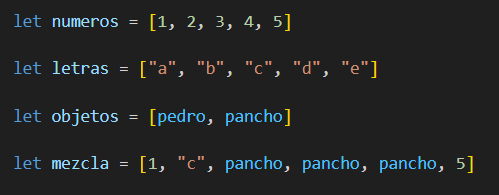 let numeros = [1, 2, 3, 4, 5]
let letras = ["a", "b", "c", "d", "e"]
let objetos = [pedro, pancho]
let mezcla = [1, "c", pancho, pancho, pancho, 5]